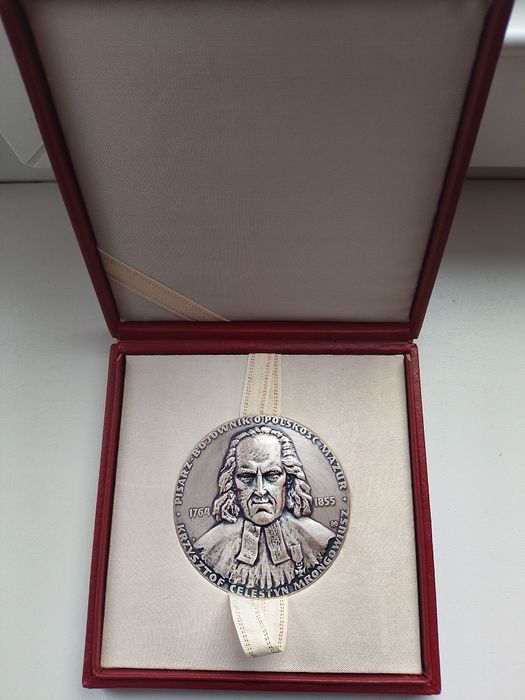 PISARZ-BOJOWNIK O POLSKOŚĆ MAZUR
1764 1855
KRZYSZTOF CELESTYN MRONGOWIUSZ